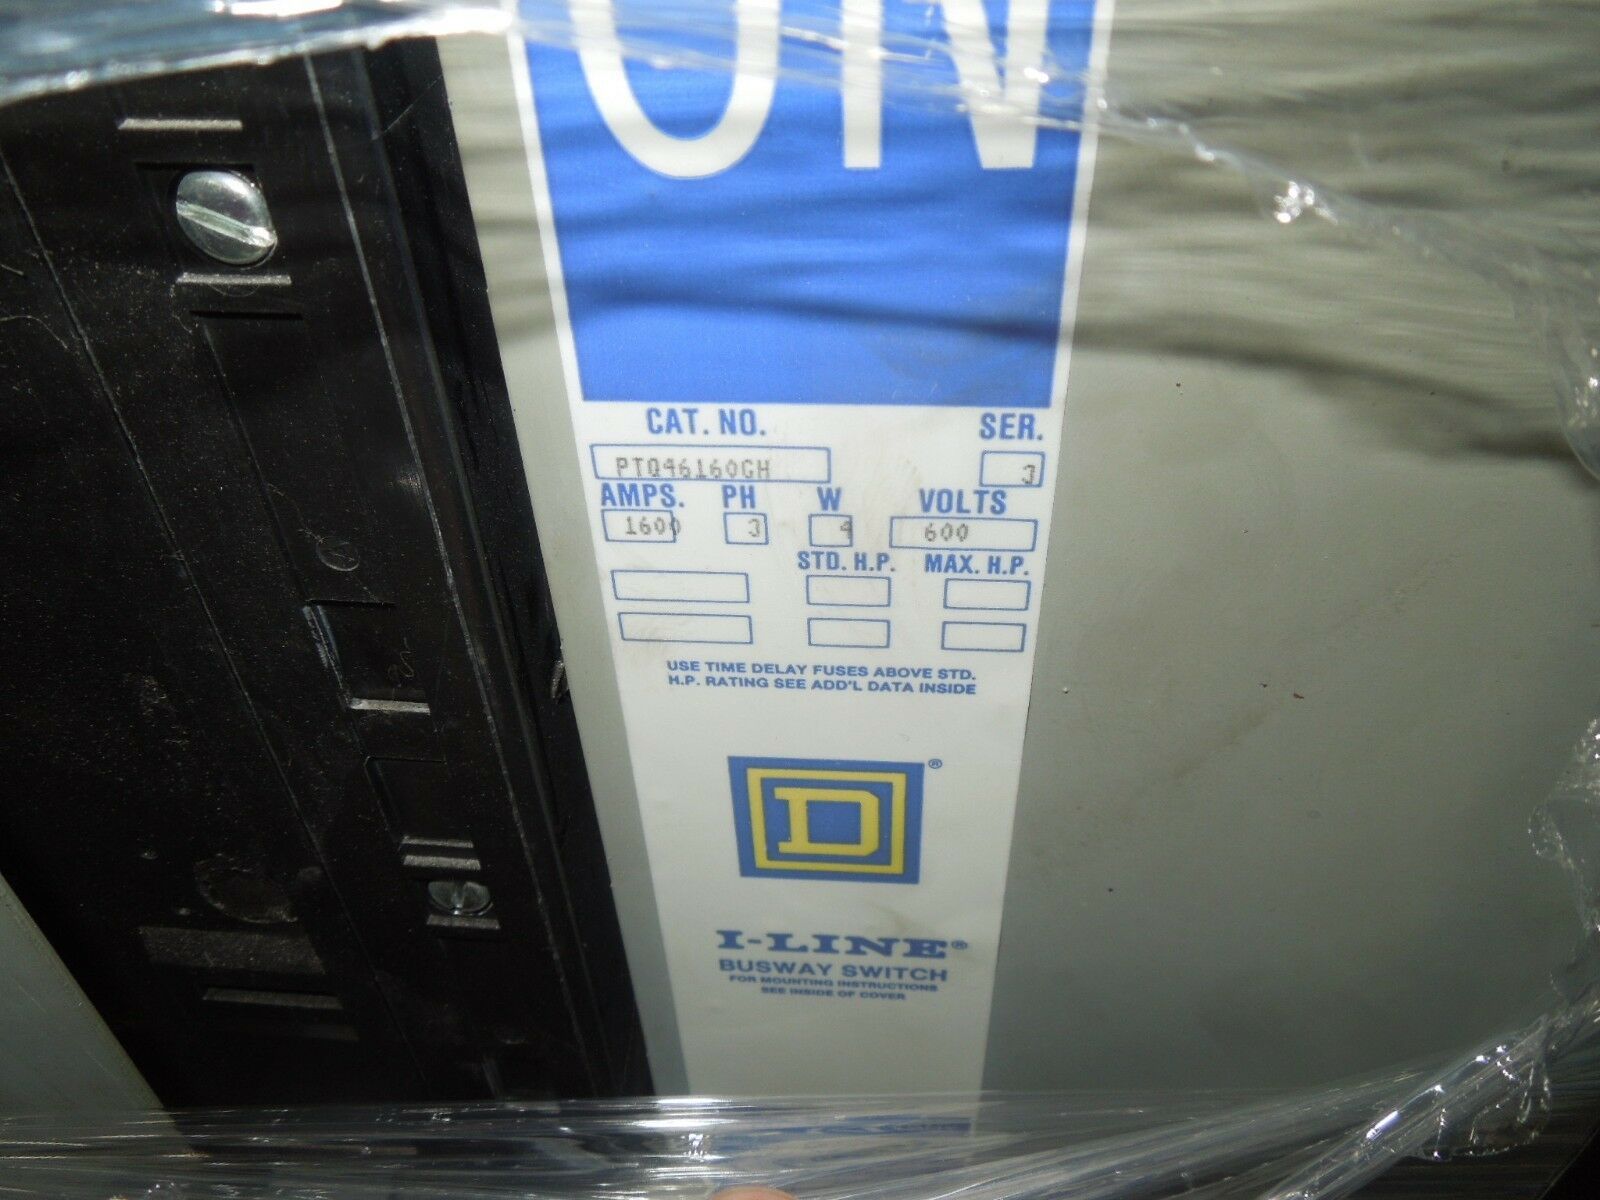 ON
CAT. NO. SER.
PTQ46160GH 3
AMPS. PH W VOLTS
1600 3 4 600
STD. H.P. MAX. H.P.
USE TIME DELAY FUSES ABOVE STD.
H.P. RATING SEE ADD'L DATA INSIDE
D®
I-LINE®
BUSWAY SWITCH
FOR MOUNTING INSTRUCTIONS
SEE INSIDE OF COVER